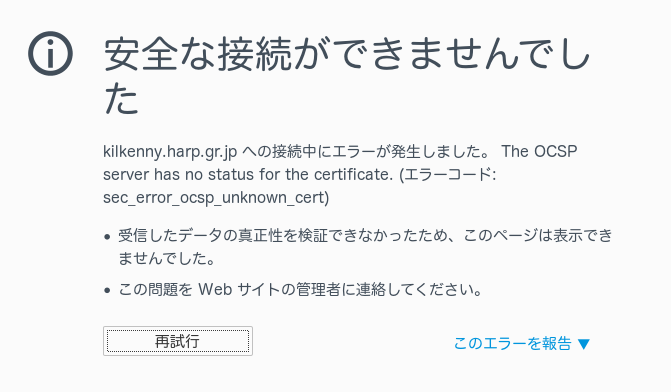 安全な接続ができませんでし
た
kilkenny.harp.gr.jp への接続中にエラーが発生しました。 The OCSP
server has no status for the certificate. (エラーコード:
sec_error_ocsp_unknown_cert)
• 受信したデータの真正性を検証できなかったため、このページは表示でき
ませんでした。
• この問題を Web サイトの管理者に連絡してください。
再試行
このエラーを報告 ▼